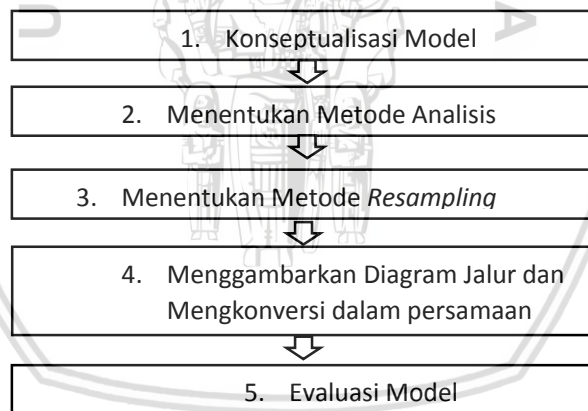 1. Konseptualisasi Model
2. Menentukan Metode Analisis
3. Menentukan Metode Resampling
4. Menggambarkan Diagram Jalur dan
Mengkonversi dalam persamaan
5. Evaluasi Model